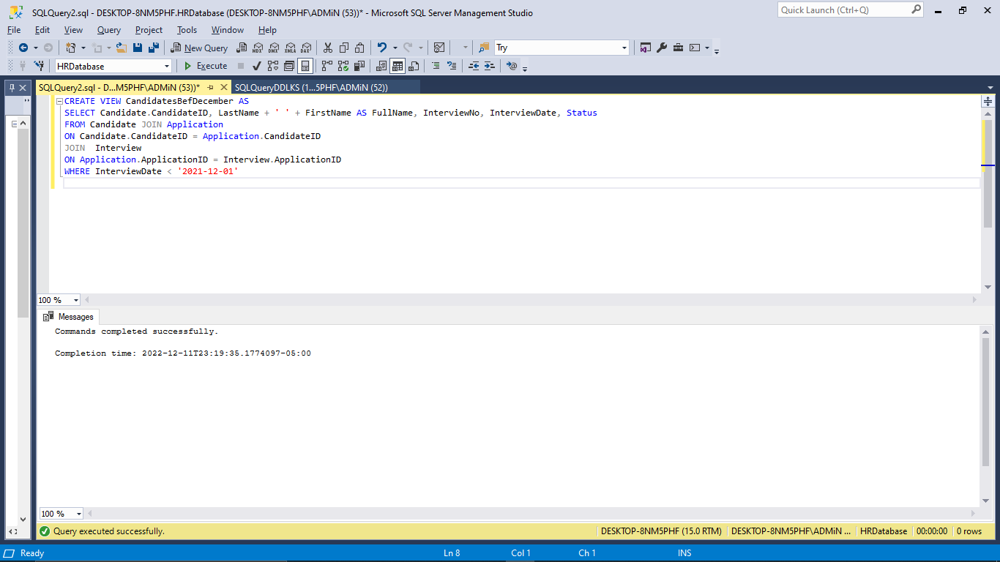 SQLQuery2.sql - DESKTOP-8NM5PHF.HRDatabase (DESKTOP-8NM5PHF\ADMiN (53))* - Microsoft SQL Server Management Studio
Quick Launch (Ctrl+Q)
File Edit View Query Project Tools Window Help
New Query MDX DMX XMLA DAX Try
HRDatabase Execute
SQLQuery2.sql - D...M5PHF\ADMiN (53))* SQLQueryDDLKS (1...5PHF\ADMiN (52))
CREATE VIEW CandidatesBefDecember AS
SELECT Candidate.CandidateID, LastName + ' ' + FirstName AS FullName, InterviewNo, InterviewDate, Status
FROM Candidate JOIN Application
ON Candidate.CandidateID = Application.CandidateID
JOIN  Interview
ON Application.ApplicationID = Interview.ApplicationID
WHERE InterviewDate < '2021-12-01'
100 %
Messages
Commands completed successfully.
Completion time: 2022-12-11T23:19:35.1774097-05:00
100 %
Query executed successfully. DESKTOP-8NM5PHF (15.0 RTM) DESKTOP-8NM5PHF\ADMiN ... HRDatabase 00:00:00 0 rows
Ready Ln 8 Col 1 Ch 1 INS